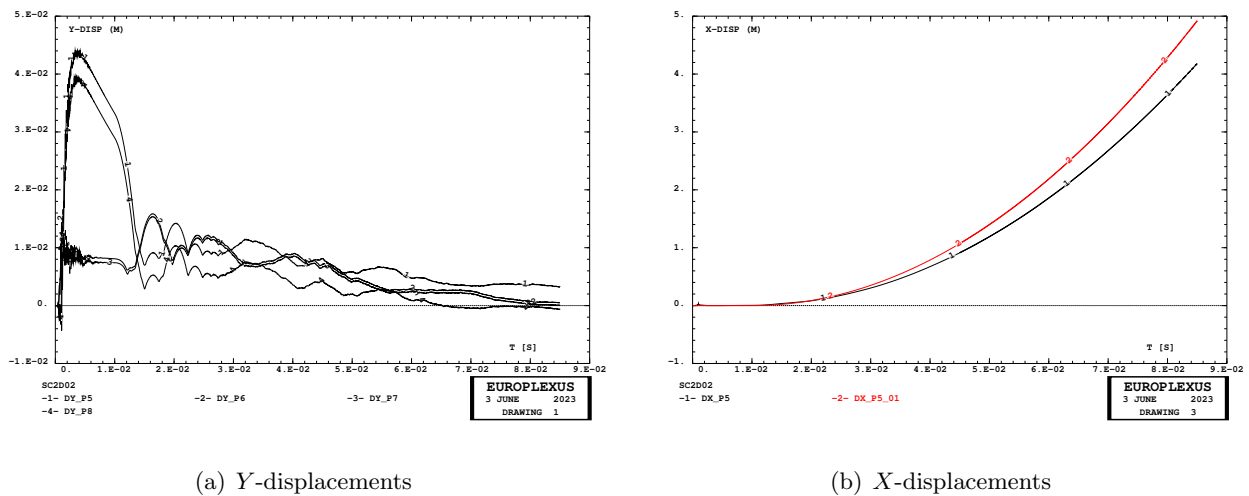 5.E-02
Y-DISP (M)
4.E-02
3.E-02
2.E-02
1.E-02
0.
-1.E-02
T [S]
0. 1.E-02 2.E-02 3.E-02 4.E-02 5.E-02 6.E-02 7.E-02 8.E-02 9.E-02
SC2D02
-1- DY_P5 -2- DY_P6 -3- DY_P7
-4- DY_P8
EUROPLEXUS
3 JUNE 2023
DRAWING 1
(a) Y-displacements
5.
X-DISP (M)
4.
3.
2.
1.
0.
-1.
T [S]
0. 1.E-02 2.E-02 3.E-02 4.E-02 5.E-02 6.E-02 7.E-02 8.E-02 9.E-02
SC2D02
-1- DX_P5 -2- DX_P5_01
EUROPLEXUS
3 JUNE 2023
DRAWING 3
(b) X-displacements